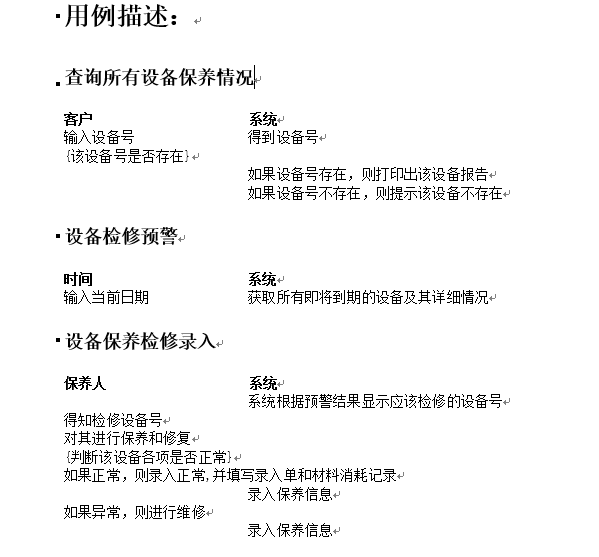 用例描述：
查询所有设备保养情况
客户 系统
输入设备号 得到设备号
{该设备号是否存在}
如果设备号存在，则打印出该设备报告
如果设备号不存在，则提示该设备不存在
设备检修预警
时间 系统
输入当前日期 获取所有即将到期的设备及其详细情况
设备保养检修录入
保养人 系统
系统根据预警结果显示应该检修的设备号
得知检修设备号
对其进行保养和修复
{判断该设备各项是否正常}
如果正常，则录入正常,并填写录入单和材料消耗记录
录入保养信息
如果异常，则进行维修
录入保养信息